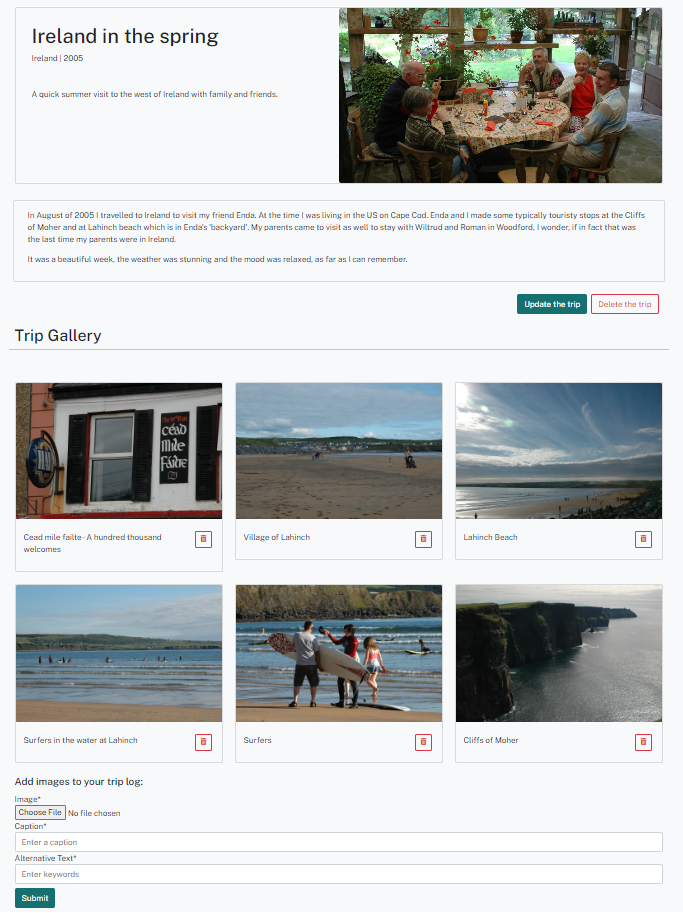 Ireland in the spring
Ireland | 2005
A quick summer visit to the west of Ireland with family and friends.
In August of 2005 I travelled to Ireland to visit my friend Enda. At the time I was living in the US on Cape Cod. Enda and I made some typically touristy stops at the Cliffs
of Moher and at Lahinch beach which is in Enda's 'backyard'. My parents came to visit as well to stay with Wiltrud and Roman in Woodford, I wonder, if in fact that was
the last time my parents were in Ireland.
It was a beautiful week, the weather was stunning and the mood was relaxed, as far as I can remember.
Update the trip
Delete the trip
Trip Gallery
céad
míle
fáilte
Cead mile failte - A hundred thousand
welcomes
Village of Lahinch
Lahinch Beach
Surfers in the water at Lahinch
Surfers
Cliffs of Moher
Add images to your trip log:
Image*
Choose File No file chosen
Caption*
Enter a caption
Alternative Text*
Enter keywords
Submit